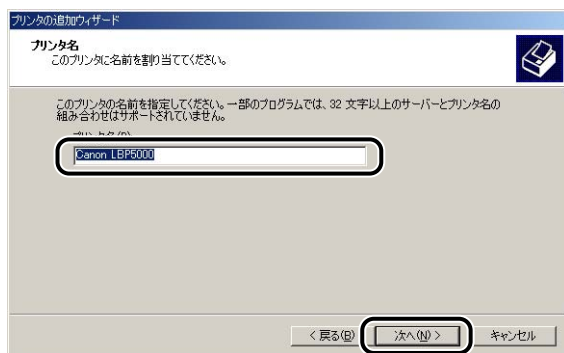 プリンタの追加ウィザード
プリンタ名
このプリンタに名前を割り当ててください。
このプリンタの名前を指定してください。一部のプログラムでは、32 文字以上のサーバーとプリンタ名の
組み合わせはサポートされていません。
プリンタ名(P)
Canon LBP5000
< 戻る(B)
次へ(N) >
キャンセル